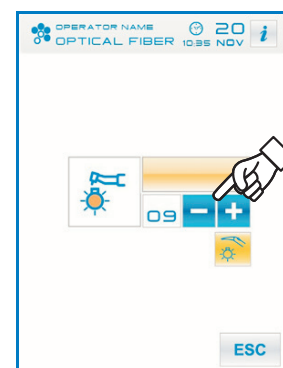 OPERATOR NAME
OPTICAL FIBER
10:35
20
NOV
i
09
-
+
ESC